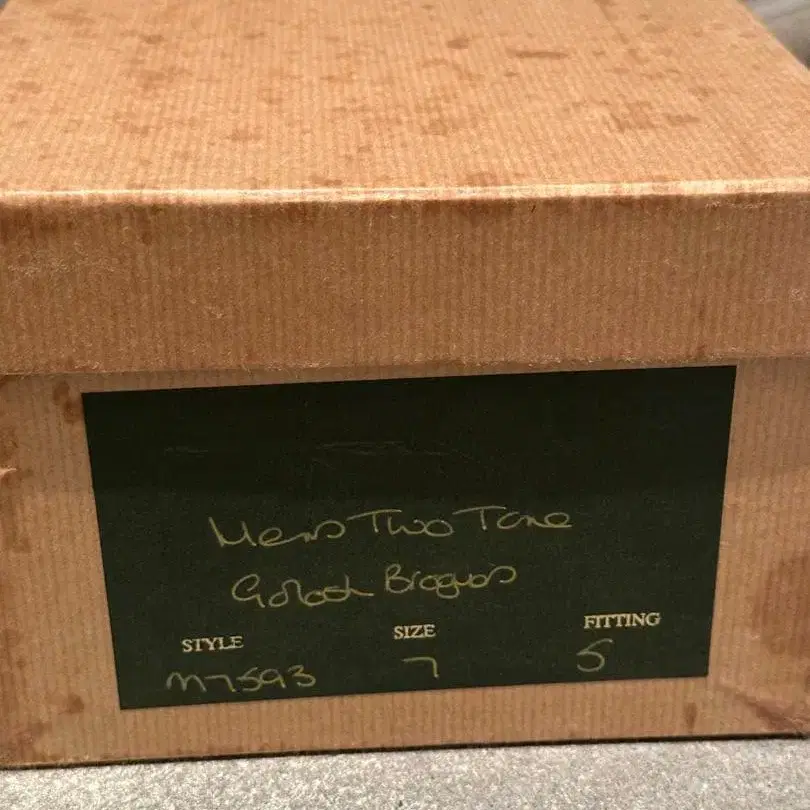 Mens Two Tone
Golosh Brogues
STYLE SIZE FITTING
M7593 7 5